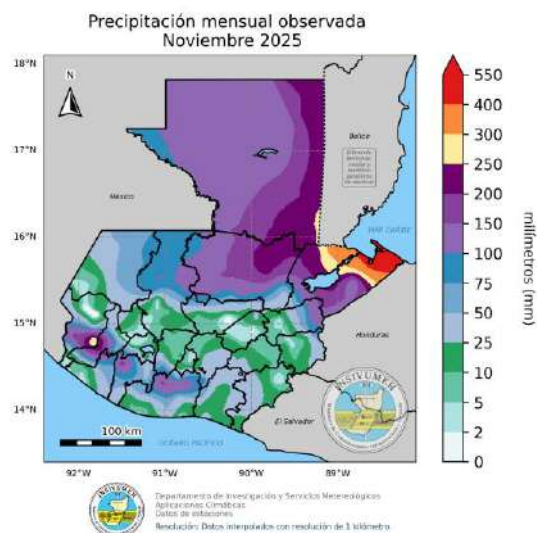 Precipitación mensual observada
Noviembre 2025
18°N
17°N
16°N
15°N
14°N
92°W
91°W
90°W
89°W
88°W
N
México
Belice
MAR CARIBE
Honduras
El Salvador
OCÉANO PACÍFICO
100 km
INSIVUMEH
550
400
300
250
200
150
100
75
50
25
10
5
2
0
milímetros (mm)
INSIVUMEH
Departamento de Investigación y Servicios Meteorológicos
Aplicaciones Climáticas
Datos de estaciones
Resolución: Datos interpolados con resolución de 1 kilómetro